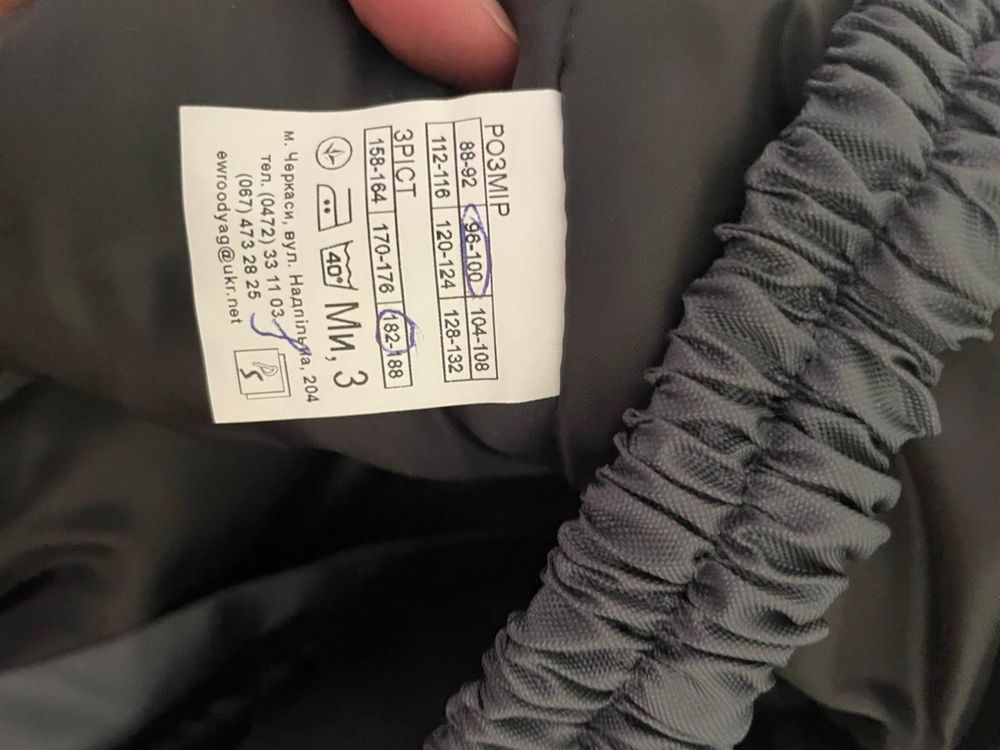 РОЗМІР
88-92 96-100 104-108
112-116 120-124 128-132
ЗРІСТ
158-164 170-176 182-188
40° Ми, З
м. Черкаси, вул. Надпільна, 204
тел. (0472) 33 11 03
(067) 473 28 25
ewroodyag@ukr.net